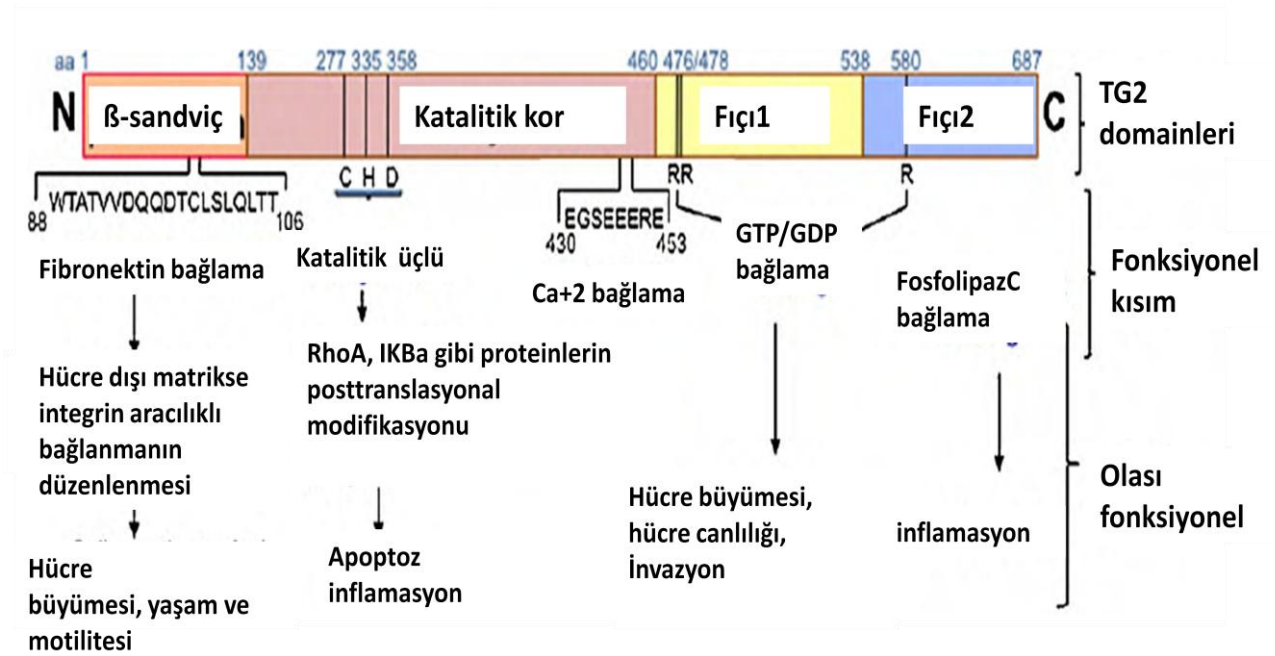 aa 1 139 277 335 358 460 476/478 538 580 687
N ß-sandviç Katalitik kor Fıçı1 Fıçı2 C
TG2
domainleri
C H D RR R
WTATVVDQQDTCLSLQLTT
88 106
EGSEEERE
430 453
Fibronektin bağlama
Katalitik üçlü
Ca+2 bağlama
GTP/GDP
bağlama
FosfolipazC
bağlama
Fonksiyonel
kısım
Hücre dışı matrikse
integrin aracılıklı
bağlanmanın
düzenlenmesi
RhoA, IKBa gibi proteinlerin
posttranslasyonal
modifikasyonu
Hücre
büyümesi, yaşam ve
motilitesi
Apoptoz
inflamasyon
Hücre büyümesi,
hücre canlılığı,
İnvazyon
inflamasyon
Olası
fonksiyonel